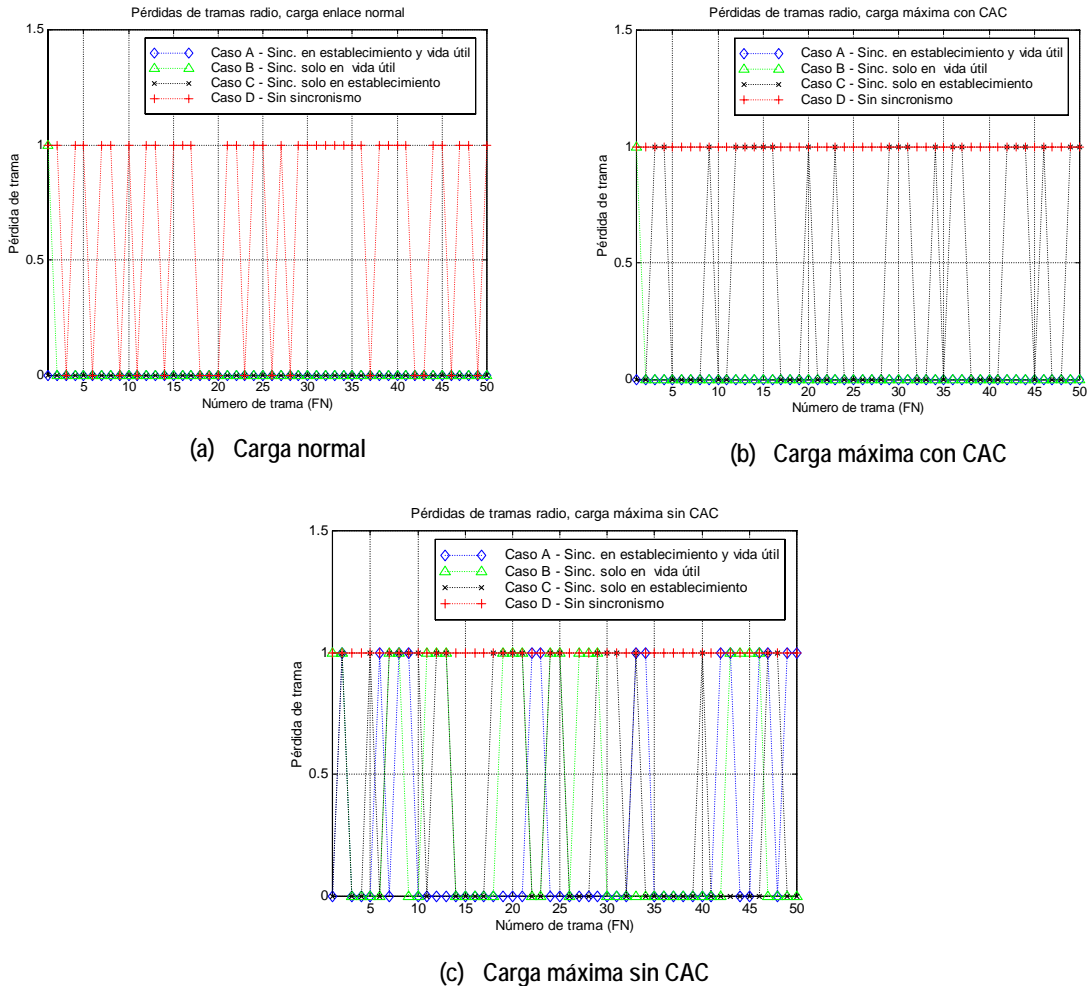 Pérdidas de tramas radio, carga enlace normal
1.5
Caso A - Sinc. en establecimiento y vida útil
Caso B - Sinc. solo en vida útil
Caso C - Sinc. solo en establecimiento
Caso D - Sin sincronismo
1
0.5
0
Pérdida de trama
5 10 15 20 25 30 35 40 45 50
Número de trama (FN)
(a) Carga normal
Pérdidas de tramas radio, carga máxima con CAC
1.5
Caso A - Sinc. en establecimiento y vida útil
Caso B - Sinc. solo en vida útil
Caso C - Sinc. solo en establecimiento
Caso D - Sin sincronismo
1
0.5
0
Pérdida de trama
5 10 15 20 25 30 35 40 45 50
Número de trama (FN)
(b) Carga máxima con CAC
Pérdidas de tramas radio, carga máxima sin CAC
1.5
Caso A - Sinc. en establecimiento y vida útil
Caso B - Sinc. solo en vida útil
Caso C - Sinc. solo en establecimiento
Caso D - Sin sincronismo
1
0.5
0
Pérdida de trama
5 10 15 20 25 30 35 40 45 50
Número de trama (FN)
(c) Carga máxima sin CAC